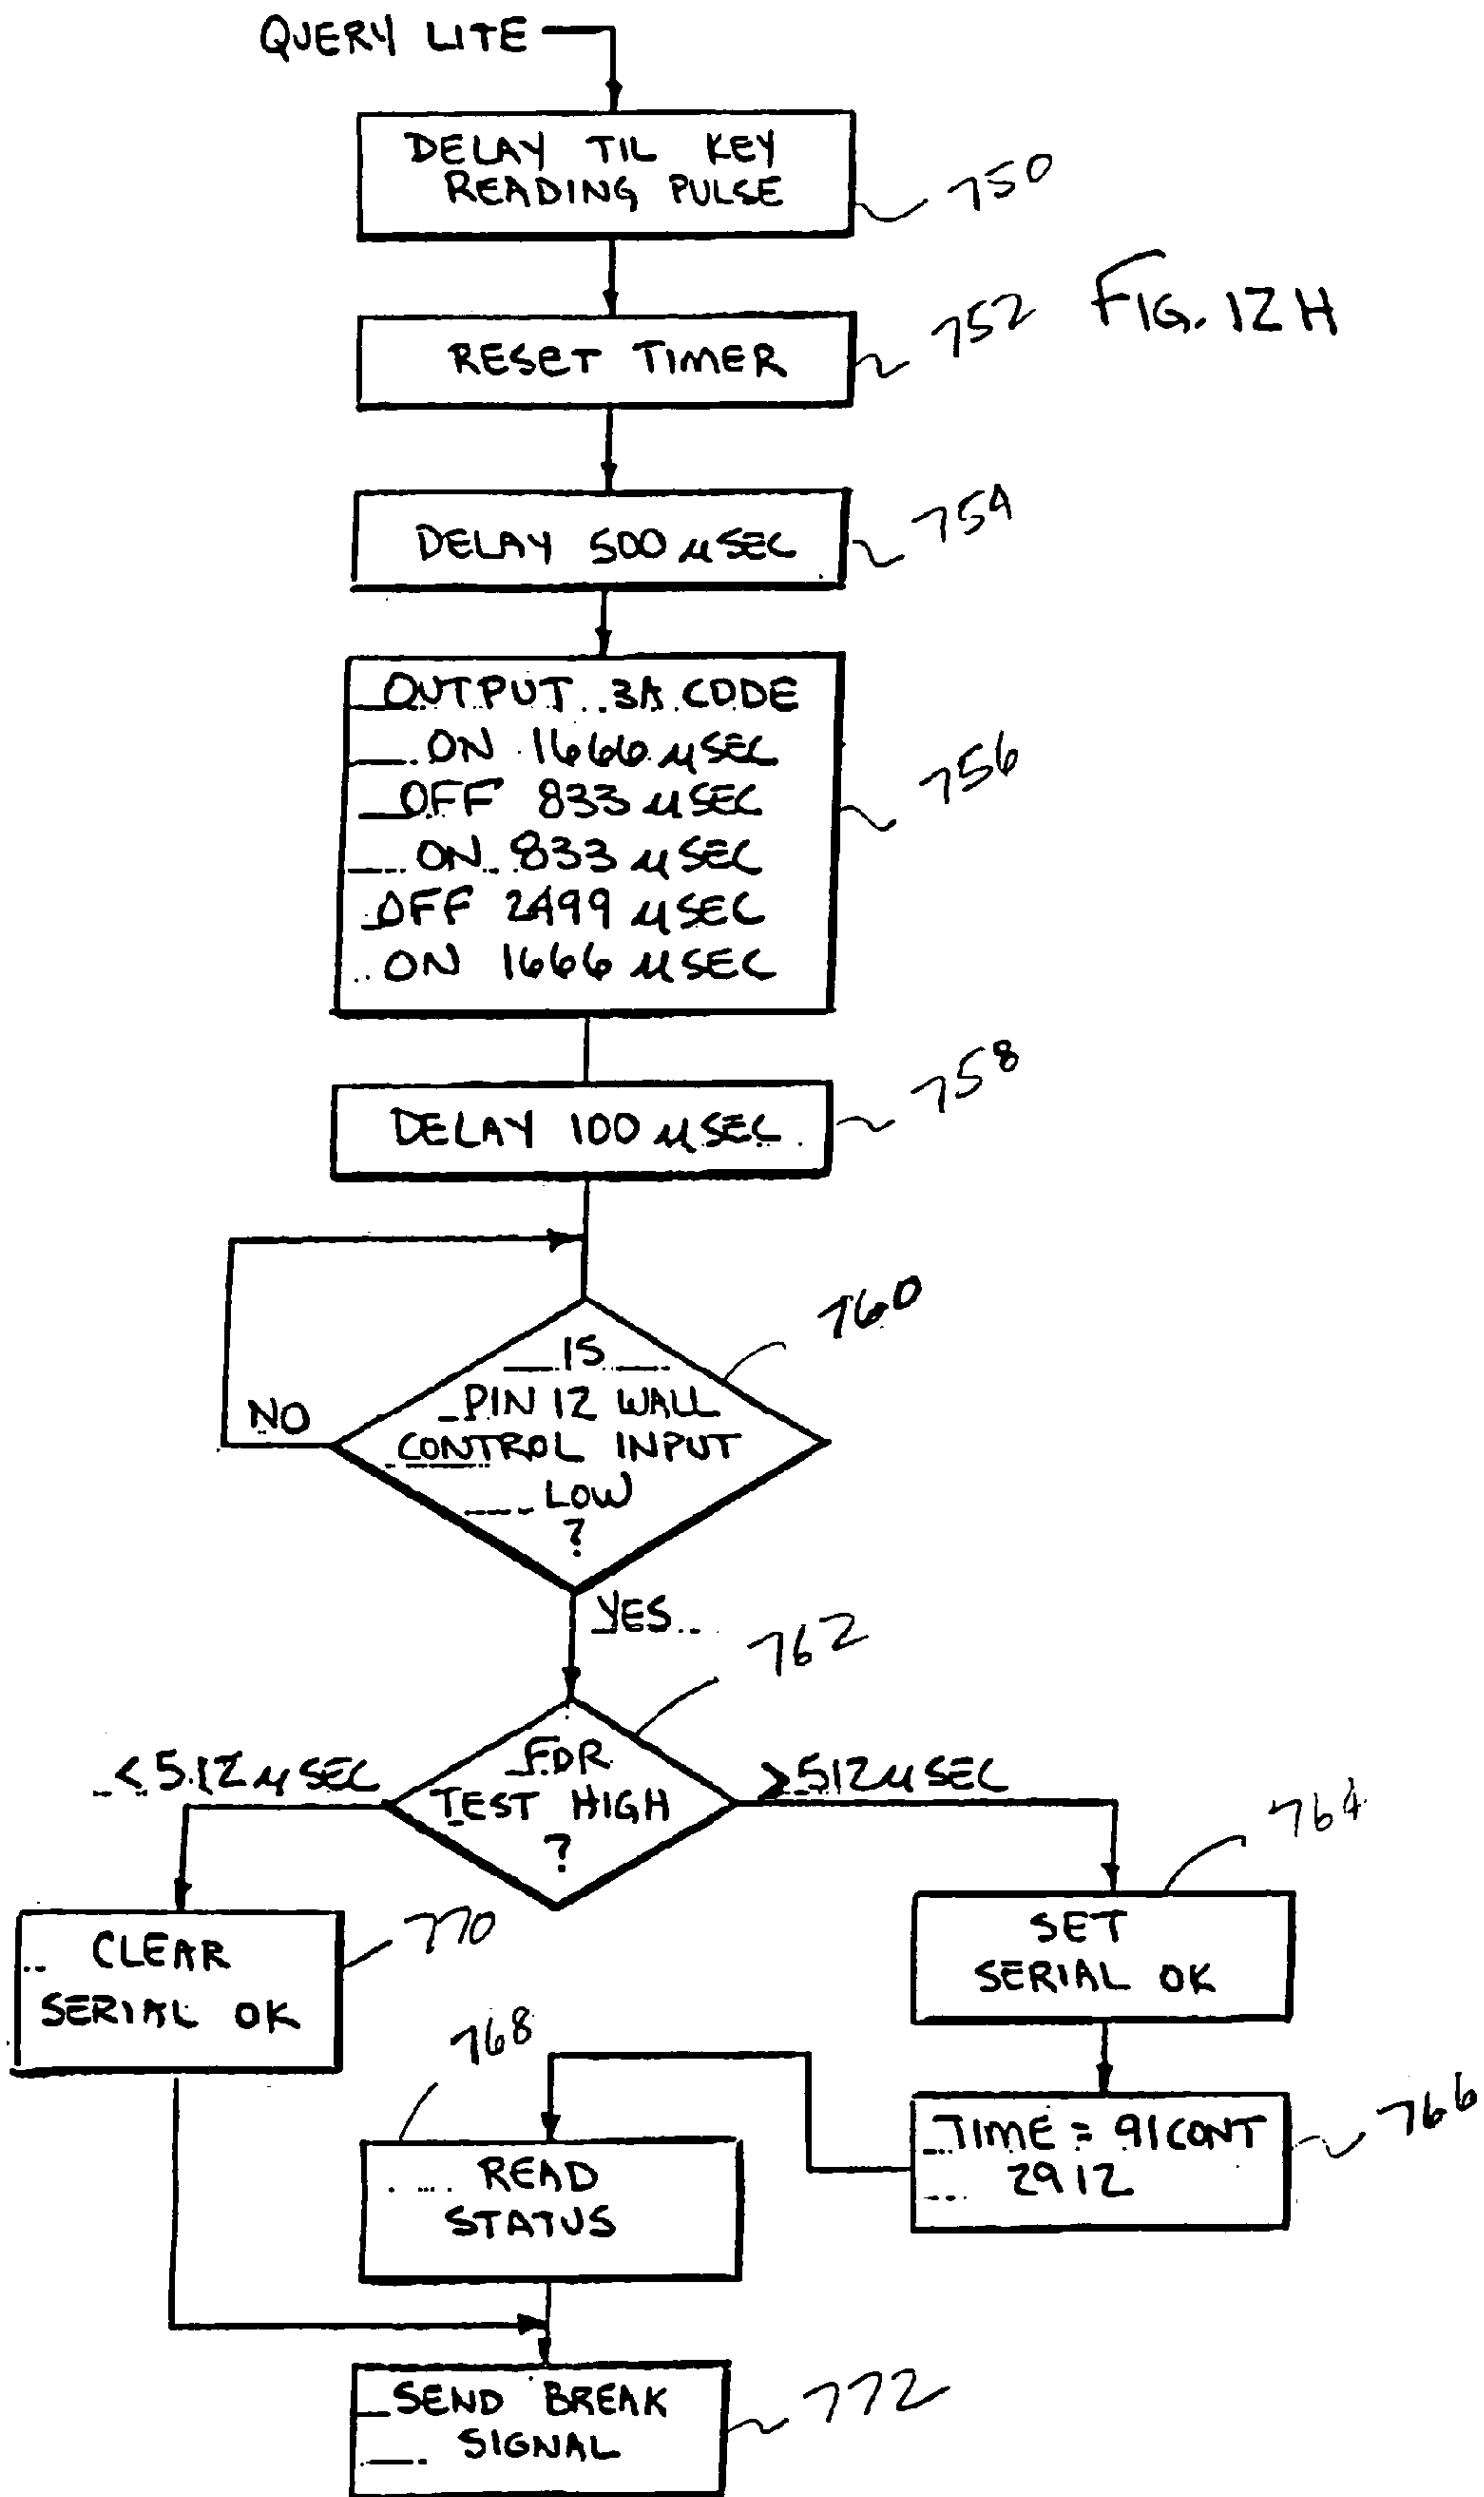 QUERY LITE
DELAY TIL KEY
READING PULSE
750
FIG. 12H
RESET TIMER
752
DELAY 500 µSEC
754
OUTPUT 3A CODE
ON 1666 µSEC
OFF 833 µSEC
ON 833 µSEC
OFF 2499 µSEC
ON 1666 µSEC
756
DELAY 100 µSEC
758
760
IS
PIN 12 WALL
CONTROL INPUT
LOW
?
NO
YES
762
<5.12 µSEC
FOR
TEST HIGH
?
>512 µSEC
764
CLEAR
SERIAL OK
770
SET
SERIAL OK
768
TIME = 91CONT
2912
766
READ
STATUS
SEND BREAK
SIGNAL
772